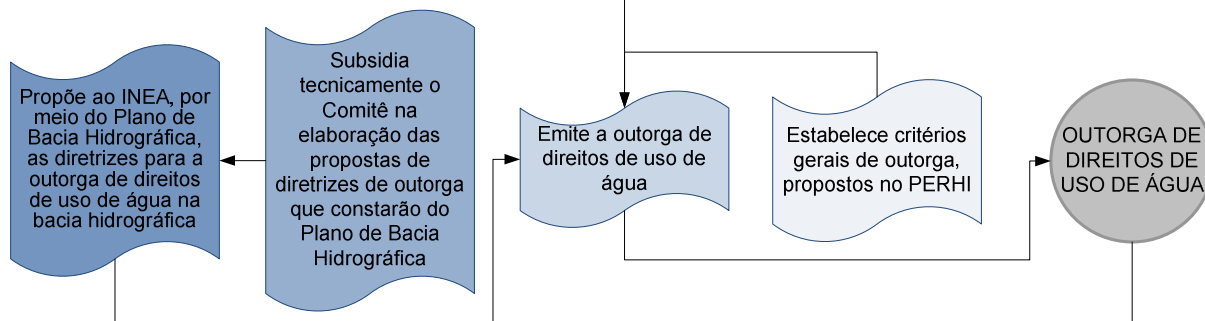 Propõe ao INEA, por
meio do Plano de
Bacia Hidrográfica,
as diretrizes para a
outorga de direitos
de uso de água na
bacia hidrográfica
Subsidia
tecnicamente o
Comitê na
elaboração das
propostas de
diretrizes de outorga
que constarão do
Plano de Bacia
Hidrográfica
Emite a outorga de
direitos de uso de
água
Estabelece critérios
gerais de outorga,
propostos no PERHI
OUTORGA DE
DIREITOS DE
USO DE ÁGUA